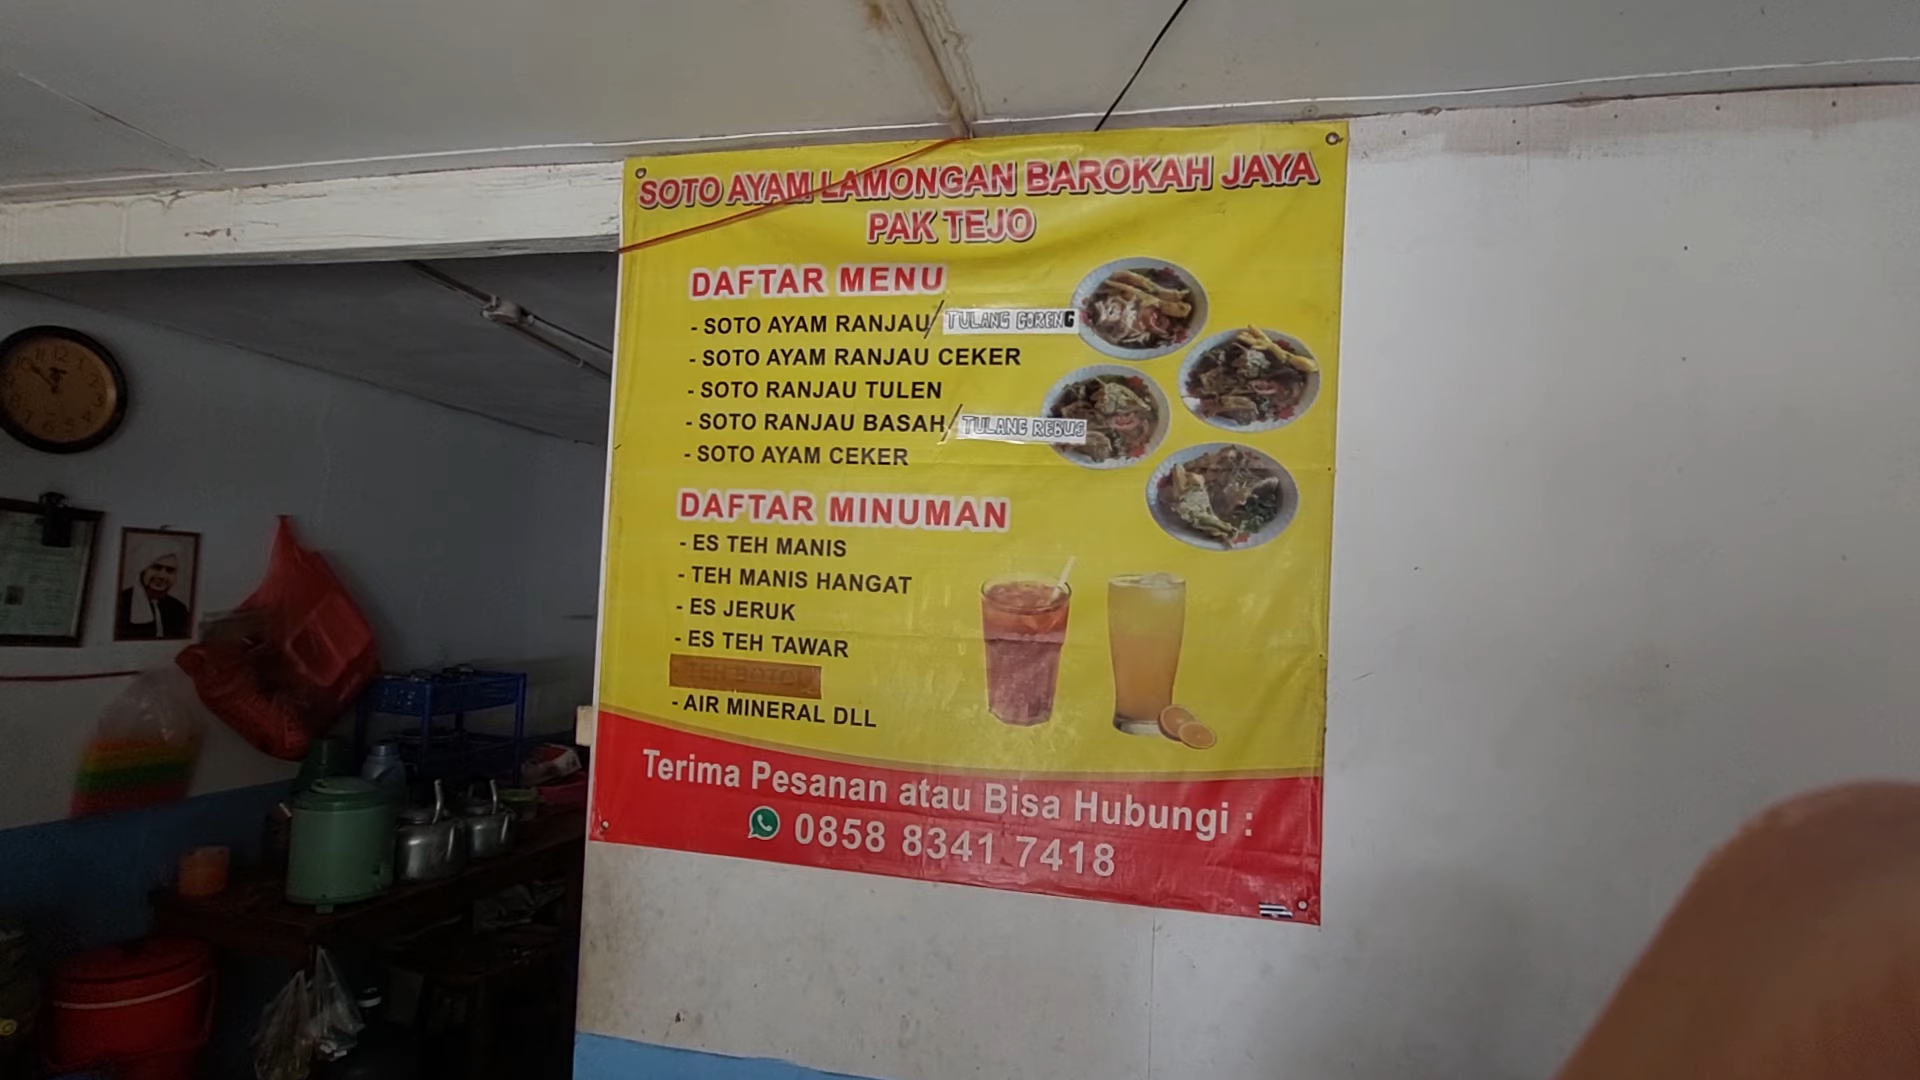 SOTO AYAM LAMONGAN BAROKAH JAYA
PAK TEJO
DAFTAR MENU
- SOTO AYAM RANJAU/ TULANG GORENG
- SOTO AYAM RANJAU CEKER
- SOTO RANJAU TULEN
- SOTO RANJAU BASAH/ TULANG REBUS
- SOTO AYAM CEKER
DAFTAR MINUMAN
- ES TEH MANIS
- TEH MANIS HANGAT
- ES JERUK
- ES TEH TAWAR
TEH BOTOL
- AIR MINERAL DLL
Terima Pesanan atau Bisa Hubungi :
0858 8341 7418